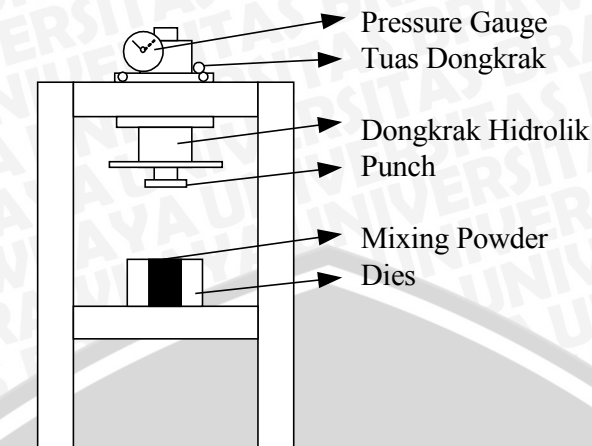 Pressure Gauge
Tuas Dongkrak
Dongkrak Hidrolik
Punch
Mixing Powder
Dies